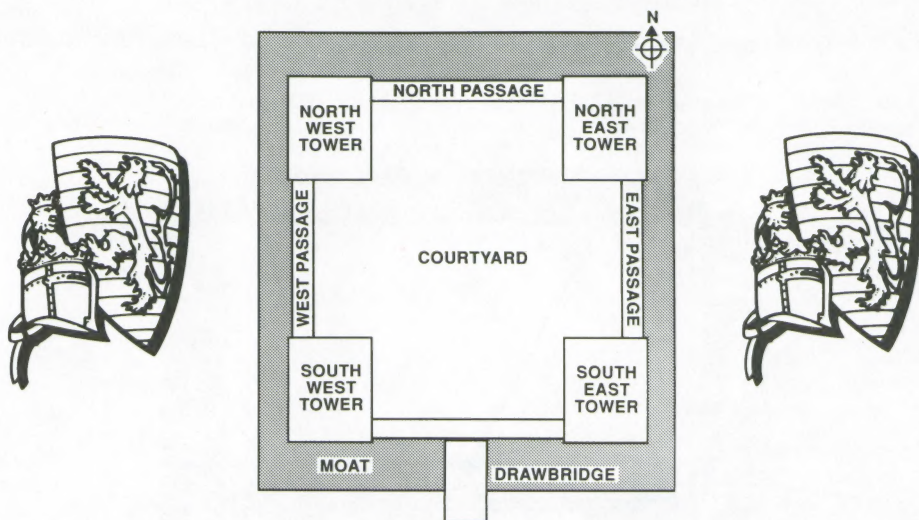 N
NORTH PASSAGE
NORTH
WEST
TOWER
NORTH
EAST
TOWER
WEST PASSAGE
COURTYARD
EAST PASSAGE
SOUTH
WEST
TOWER
SOUTH
EAST
TOWER
MOAT
DRAWBRIDGE